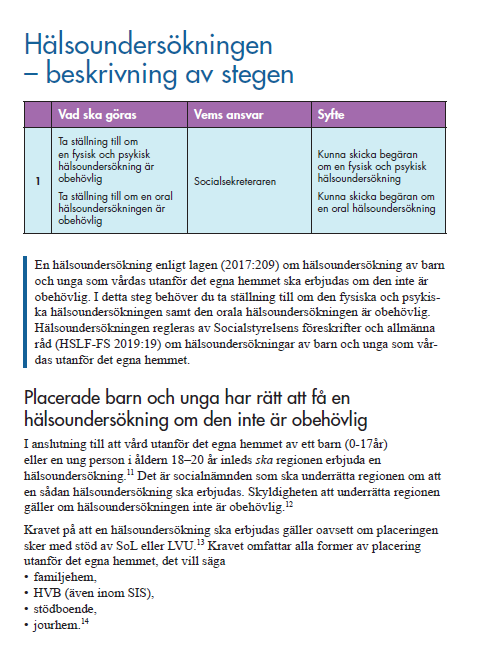 Hälsoundersökningen
– beskrivning av stegen
Vad ska göras
Vems ansvar
Syfte
1
Ta ställning till om
en fysisk och psykisk
hälsoundersökning är
obehövlig
Ta ställning till om en oral
hälsoundersökningen är
obehövlig
Socialsekreteraren
Kunna skicka begäran
om en fysisk och psykisk
hälsoundersökning
Kunna skicka begäran om
en oral hälsoundersökning
En hälsoundersökning enligt lagen (2017:209) om hälsoundersökning av barn
och unga som vårdas utanför det egna hemmet ska erbjudas om den inte är
obehövlig. I detta steg behöver du ta ställning till om den fysiska och psykis-
ka hälsoundersökningen samt den orala hälsoundersökningen är obehövlig.
Hälsoundersökningen regleras av Socialstyrelsens föreskrifter och allmänna
råd (HSLF-FS 2019:19) om hälsoundersökningar av barn och unga som vår-
das utanför det egna hemmet.
Placerade barn och unga har rätt att få en
hälsoundersökning om den inte är obehövlig
I anslutning till att vård utanför det egna hemmet av ett barn (0-17år)
eller en ung person i åldern 18–20 år inleds ska regionen erbjuda en
hälsoundersökning.11 Det är socialnämnden som ska underrätta regionen om att
en sådan hälsoundersökning ska erbjudas. Skyldigheten att underrätta regionen
gäller om hälsoundersökningen inte är obehövlig.12
Kravet på att en hälsoundersökning ska erbjudas gäller oavsett om placeringen
sker med stöd av SoL eller LVU.13 Kravet omfattar alla former av placering
utanför det egna hemmet, det vill säga
• familjehem,
• HVB (även inom SIS),
• stödboende,
• jourhem.14